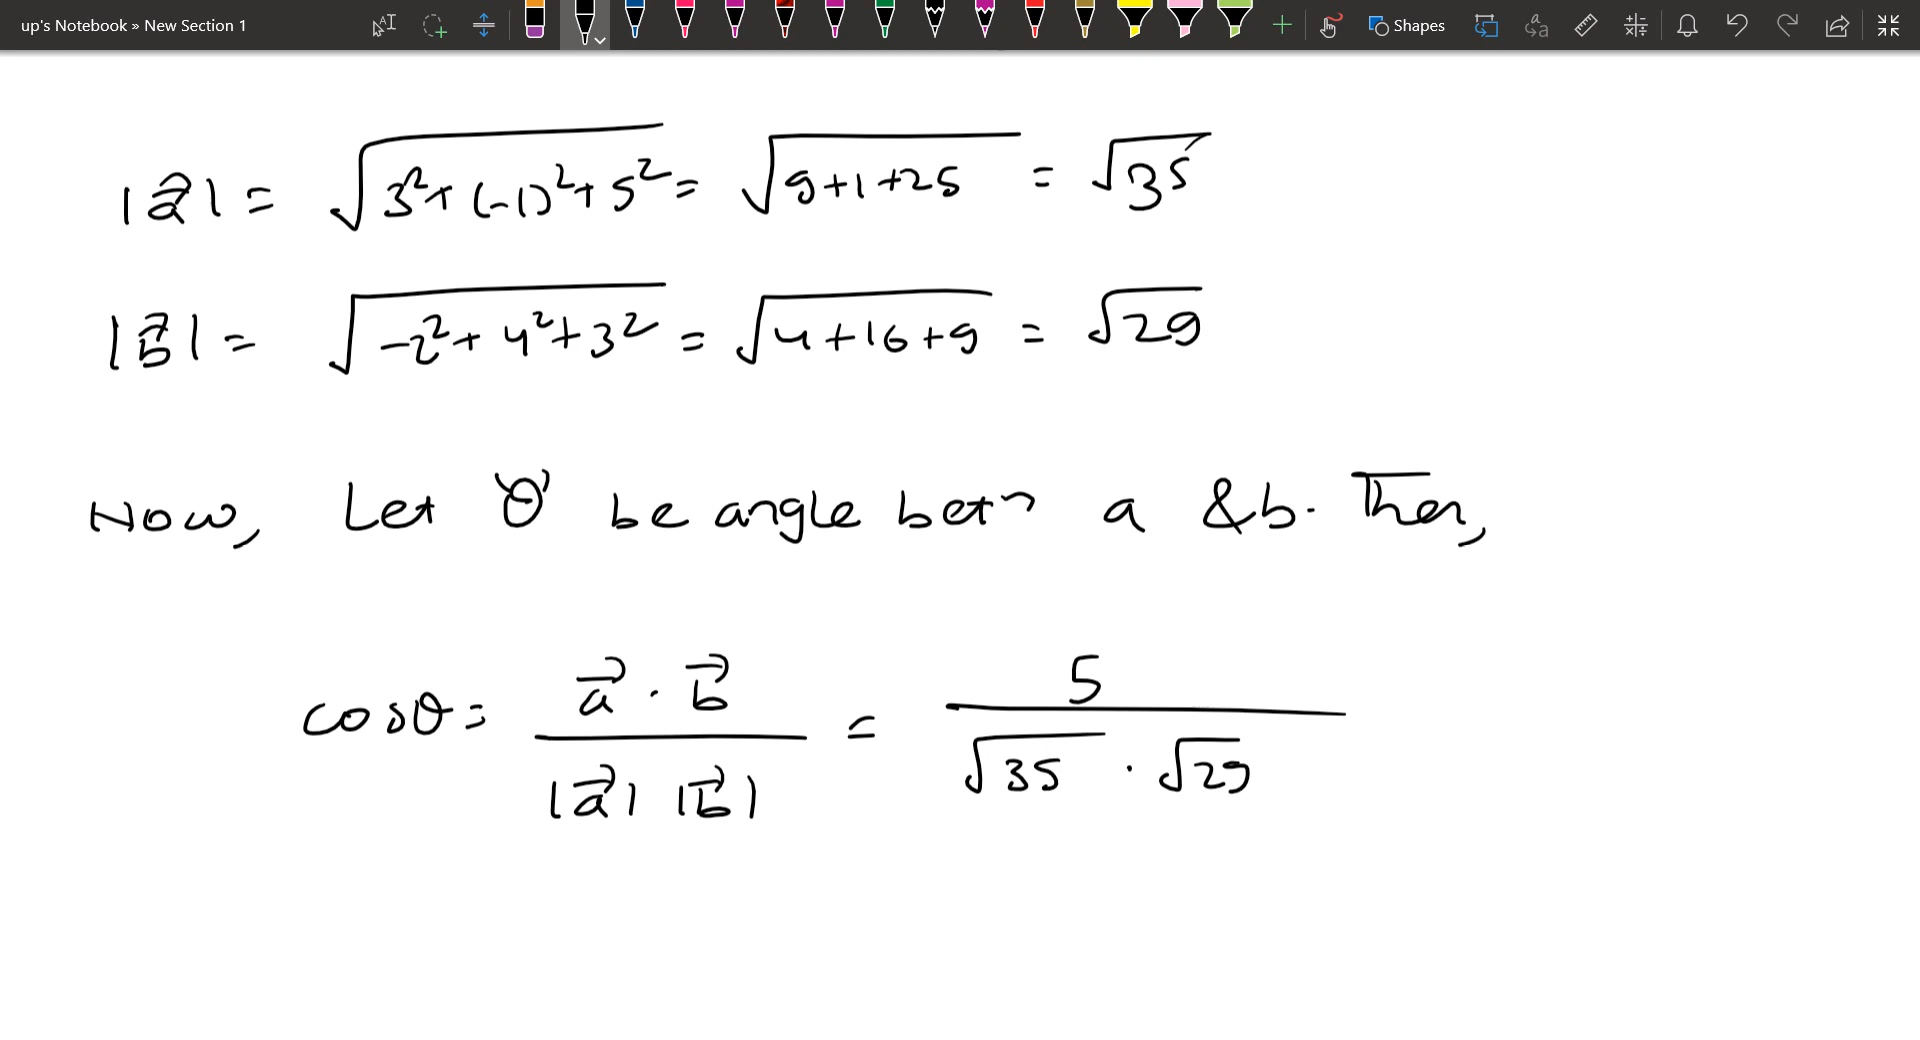 up's Notebook » New Section 1
Shapes
|a⃗| = √(3² + (-1)² + 5²) = √(9+1+25) = √35
|b⃗| = √(-2² + 4² + 3²) = √(4+16+9) = √29
Now, Let 'θ' be angle betⁿ a & b. Then,
cosθ = (a⃗ · b⃗) / (|a⃗| |b⃗|) = 5 / (√35 · √29)